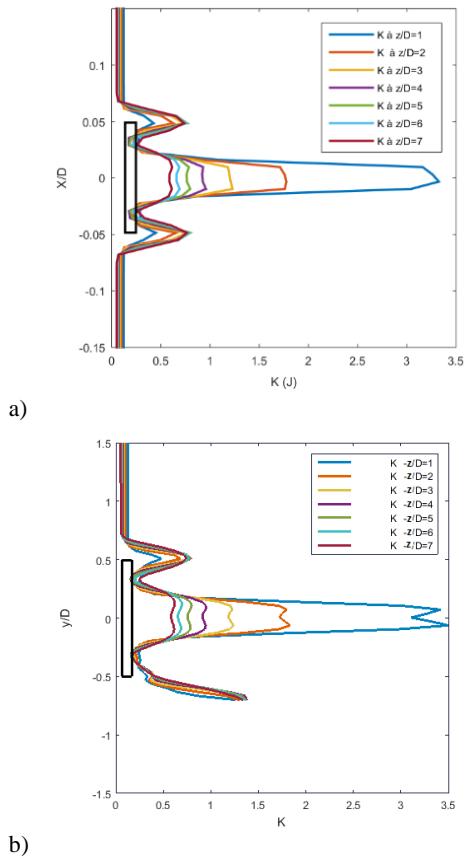 K à z/D=1
K à z/D=2
K à z/D=3
K à z/D=4
K à z/D=5
K à z/D=6
K à z/D=7
0.1
0.05
0
-0.05
-0.1
-0.15
X/D
0 0.5 1 1.5 2 2.5 3 3.5
K (J)
a)
1.5
1
0.5
0
-0.5
-1
-1.5
y/D
K -z/D=1
K -z/D=2
K -z/D=3
K -z/D=4
K -z/D=5
K -z/D=6
K -z/D=7
0 0.5 1 1.5 2 2.5 3 3.5
K
b)